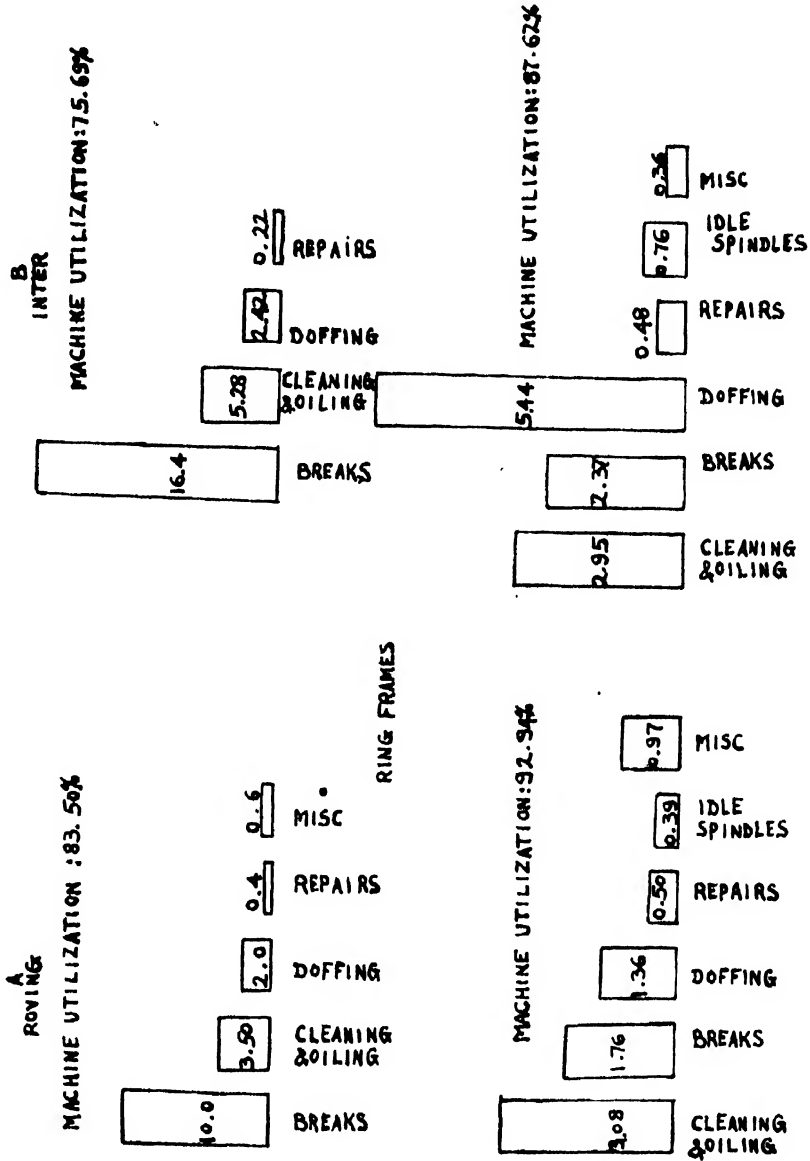 A
ROVING
MACHINE UTILIZATION :83.50%
10.0
3.50
2.0
0.4
0.6
BREAKS
CLEANING
&OILING
DOFFING
REPAIRS
MISC
B
INTER
MACHINE UTILIZATION:75.69%
16.4
5.28
2.42
0.22
BREAKS
CLEANING
&OILING
DOFFING
REPAIRS
RING FRAMES
MACHINE UTILIZATION:92.94%
3.08
1.76
1.36
0.50
0.39
0.97
CLEANING
&OILING
BREAKS
DOFFING
REPAIRS
IDLE
SPINDLES
MISC
MACHINE UTILIZATION:87.62%
2.95
2.37
5.44
0.48
0.76
0.36
CLEANING
&OILING
BREAKS
DOFFING
REPAIRS
IDLE
SPINDLES
MISC